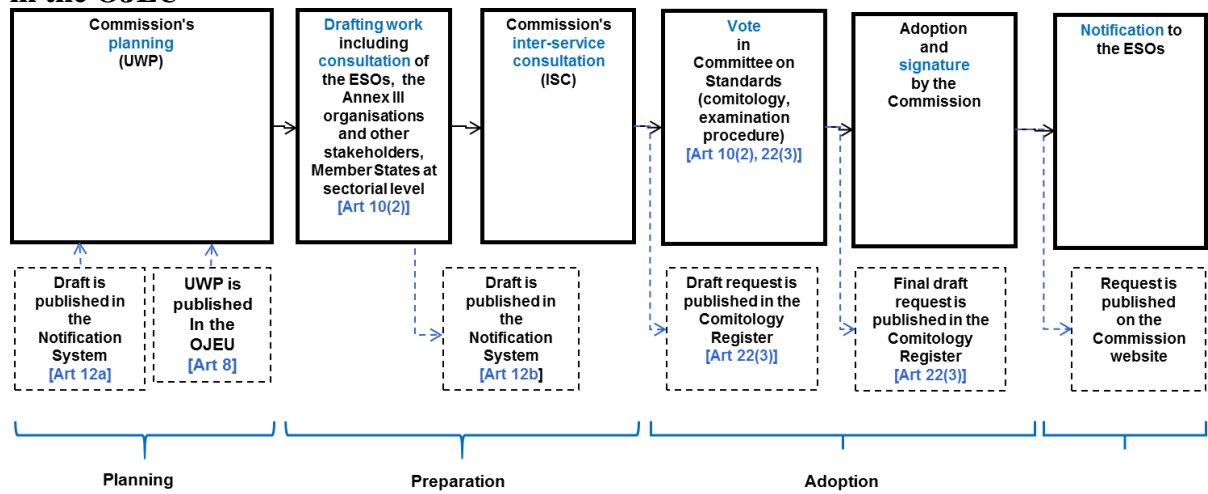 in the OJEU
Commission's
planning
(UWP)
Drafting work
including
consultation of
the ESOs, the
Annex III
organisations
and other
stakeholders,
Member States at
sectorial level
[Art 10(2)]
Commission's
inter-service
consultation
(ISC)
Vote
in
Committee on
Standards
(comitology,
examination
procedure)
[Art 10(2), 22(3)]
Adoption
and
signature
by the
Commission
Notification to
the ESOs
Draft is
published in
the
Notification
System
[Art 12a]
UWP is
published
In the
OJEU
[Art 8]
Draft is
published in
the
Notification
System
[Art 12b]
Draft request is
published in the
Comitology
Register
[Art 22(3)]
Final draft
request is
published in the
Comitology
Register
[Art 22(3)]
Request is
published
on the
Commission
website
Planning
Preparation
Adoption